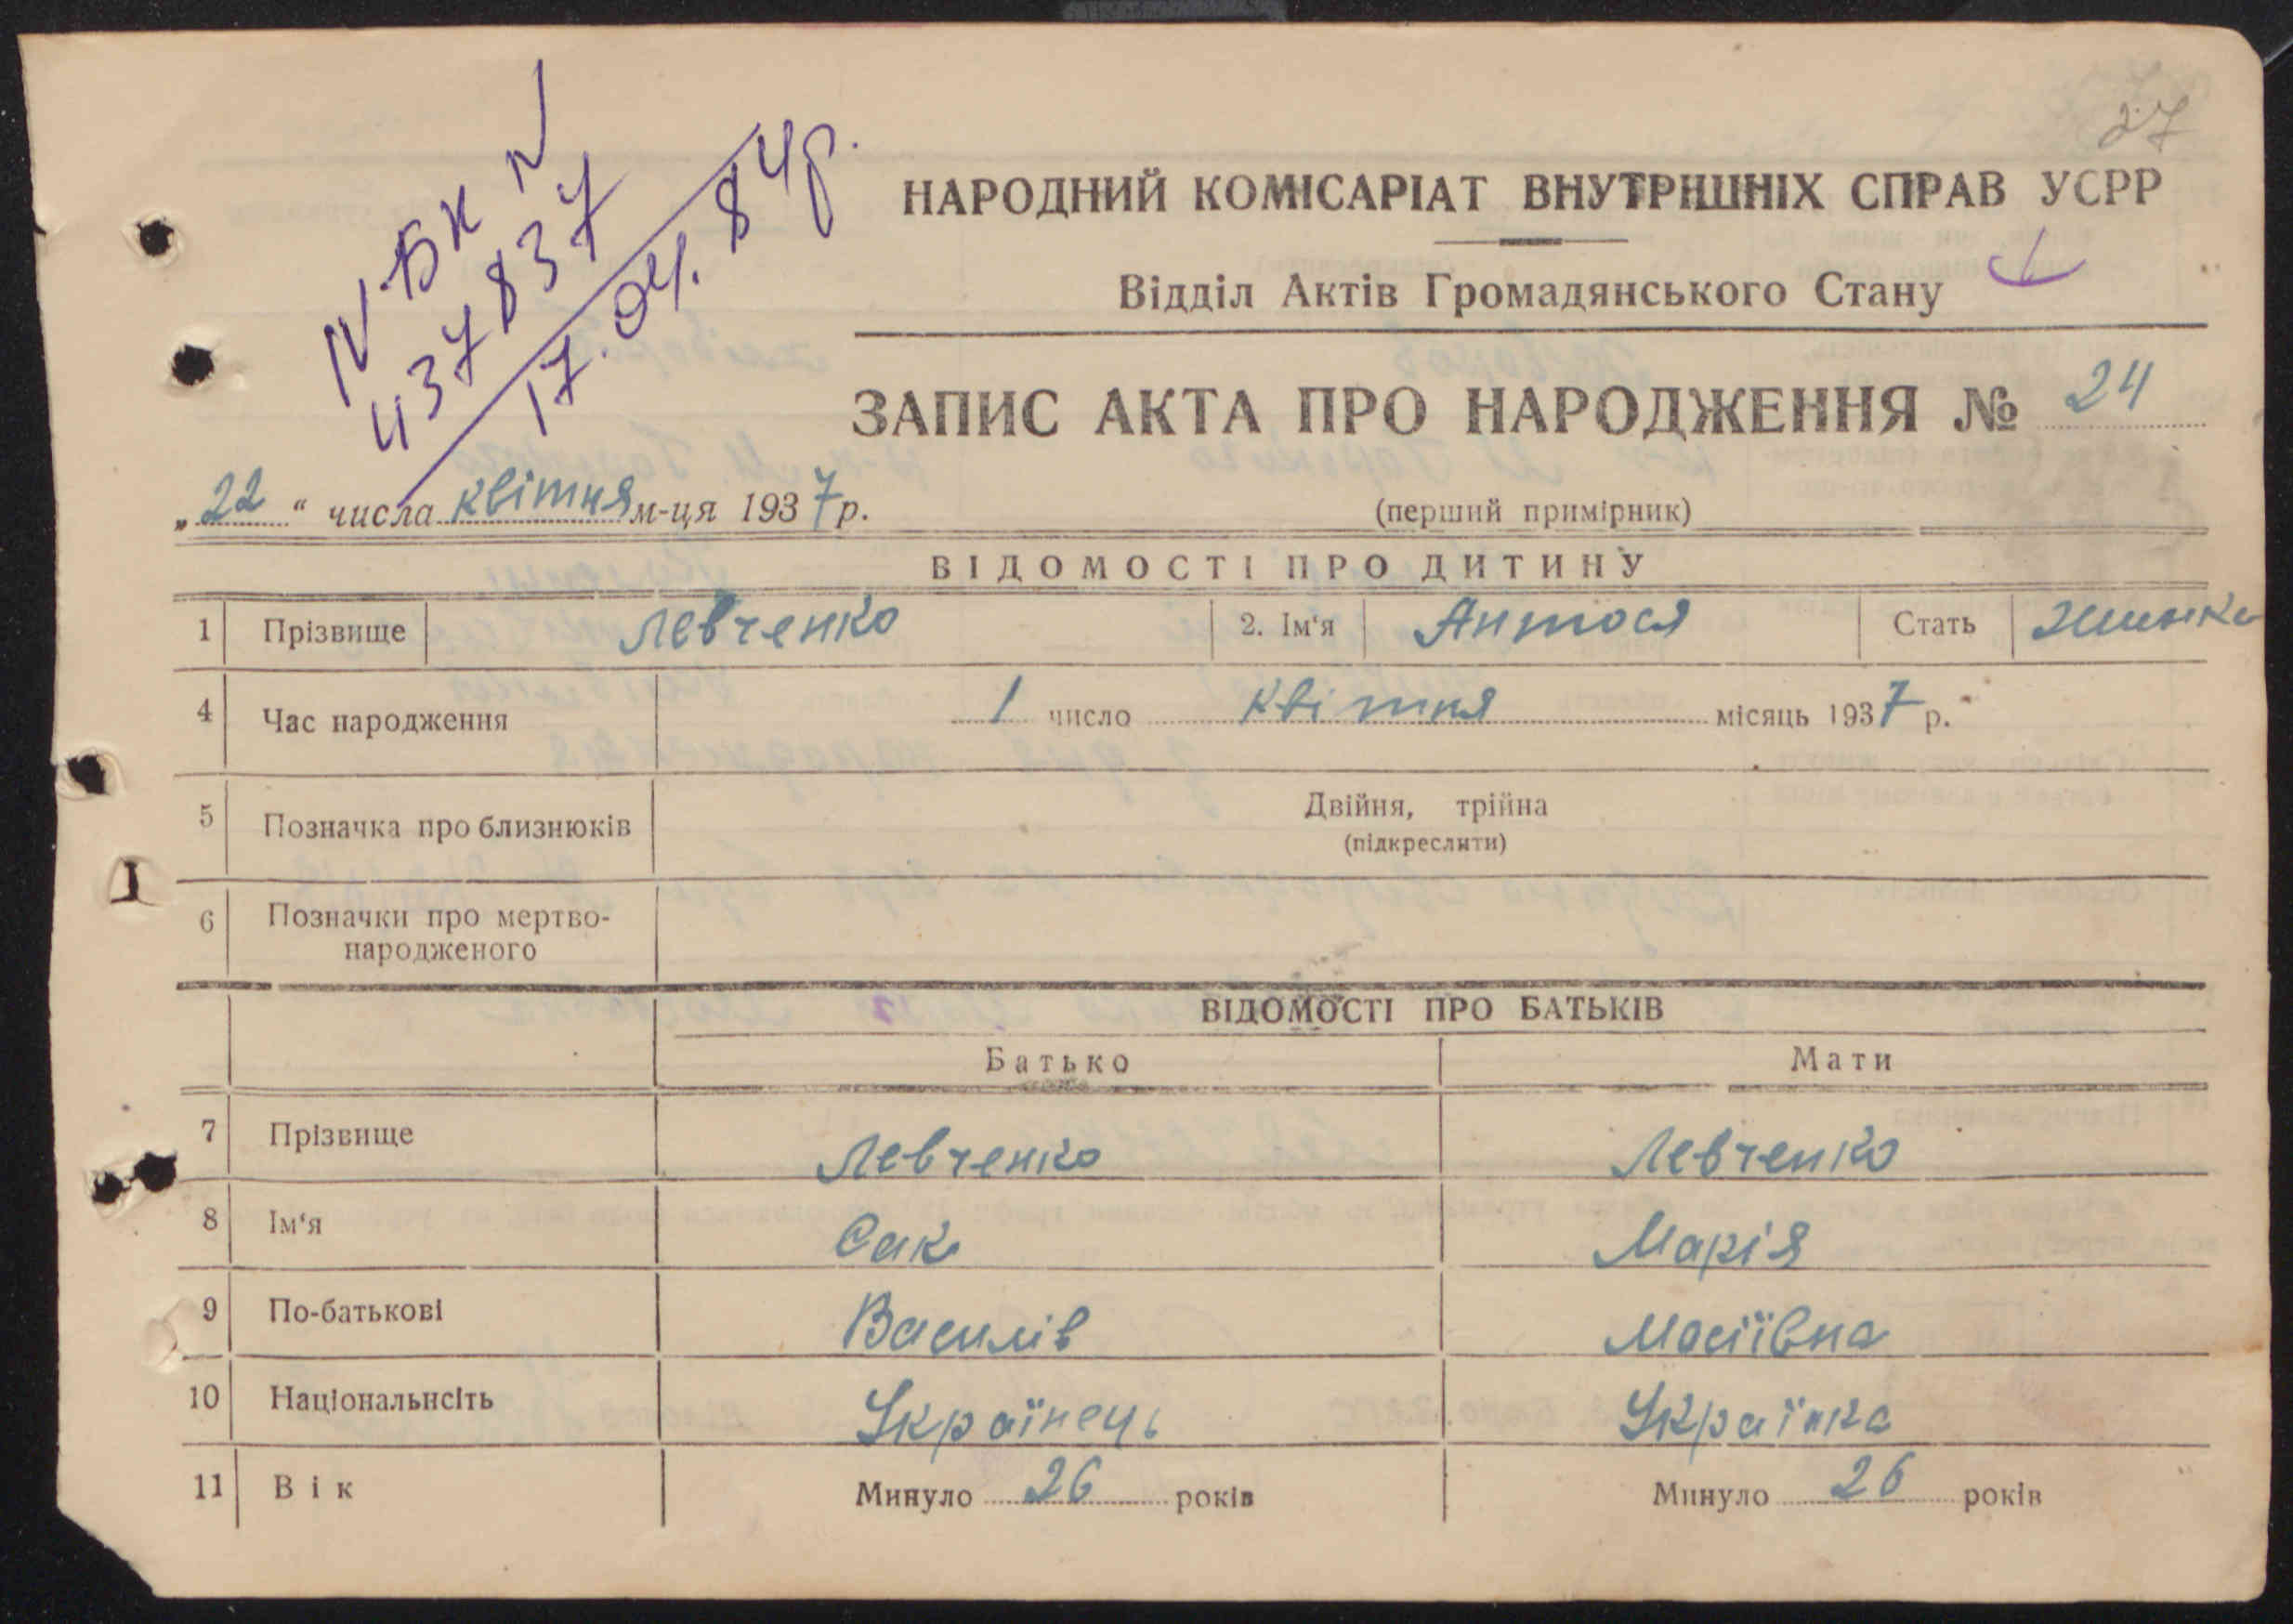 27
IV-БК №
437837
17.04.84р.
НАРОДНИЙ КОМІСАРІАТ ВНУТРІШНІХ СПРАВ УСРР
Відділ Актів Громадянського Стану
ЗАПИС АКТА ПРО НАРОДЖЕННЯ № 24
„22“ числа квітня м-ця 1937р.
(перший примірник)
ВІДОМОСТІ ПРО ДИТИНУ
1 Прізвище Левченко 2. Ім‘я Антося Стать жінка
4 Час народження 1 число квітня місяць 1937 р.
5 Позначка про близнюків Двійня, трійна
(підкреслити)
6 Позначки про мертво-
народженого
ВІДОМОСТІ ПРО БАТЬКІВ
Батько Мати
7 Прізвище Левченко Левченко
8 Ім‘я Сак Марія
9 По-батькові Василів Мосіївна
10 Національнсіть Українець Українка
11 Вік Минуло 26 років Минуло 26 років